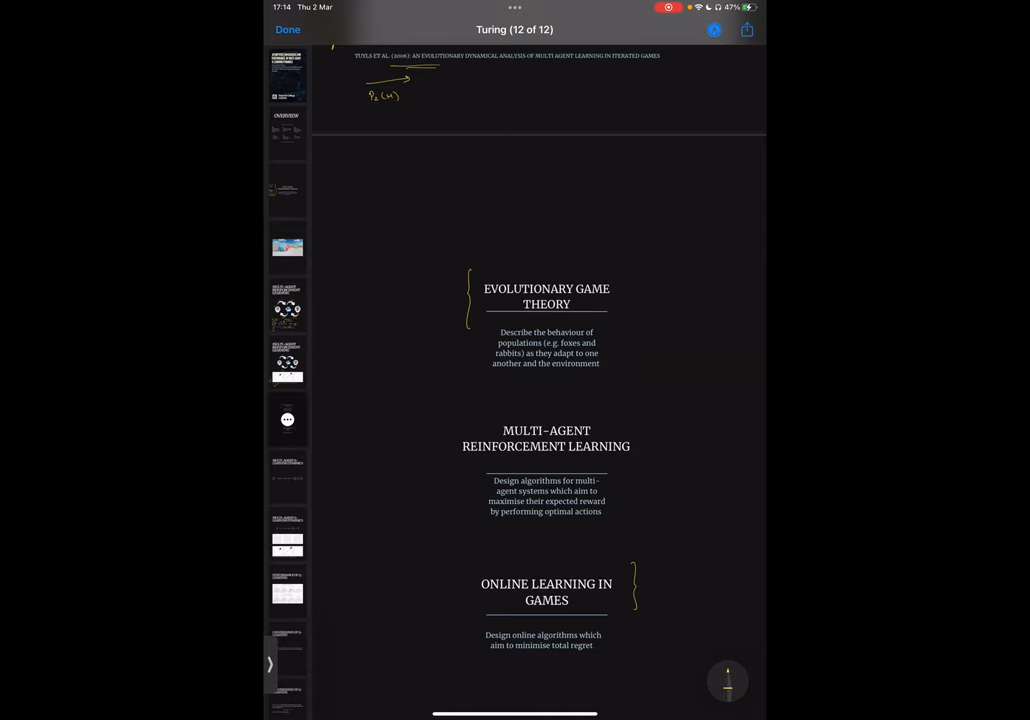 17:14 Thu 2 Mar
47%
Done
Turing (12 of 12)
TUYLS ET AL. (2006): AN EVOLUTIONARY DYNAMICAL ANALYSIS OF MULTI AGENT LEARNING IN ITERATED GAMES
OVERVIEW
EVOLUTIONARY GAME
THEORY
Describe the behaviour of
populations (e.g. foxes and
rabbits) as they adapt to one
another and the environment
MULTI-AGENT
REINFORCEMENT LEARNING
Design algorithms for multi-
agent systems which aim to
maximise their expected reward
by performing optimal actions
ONLINE LEARNING IN
GAMES
Design online algorithms which
aim to minimise total regret